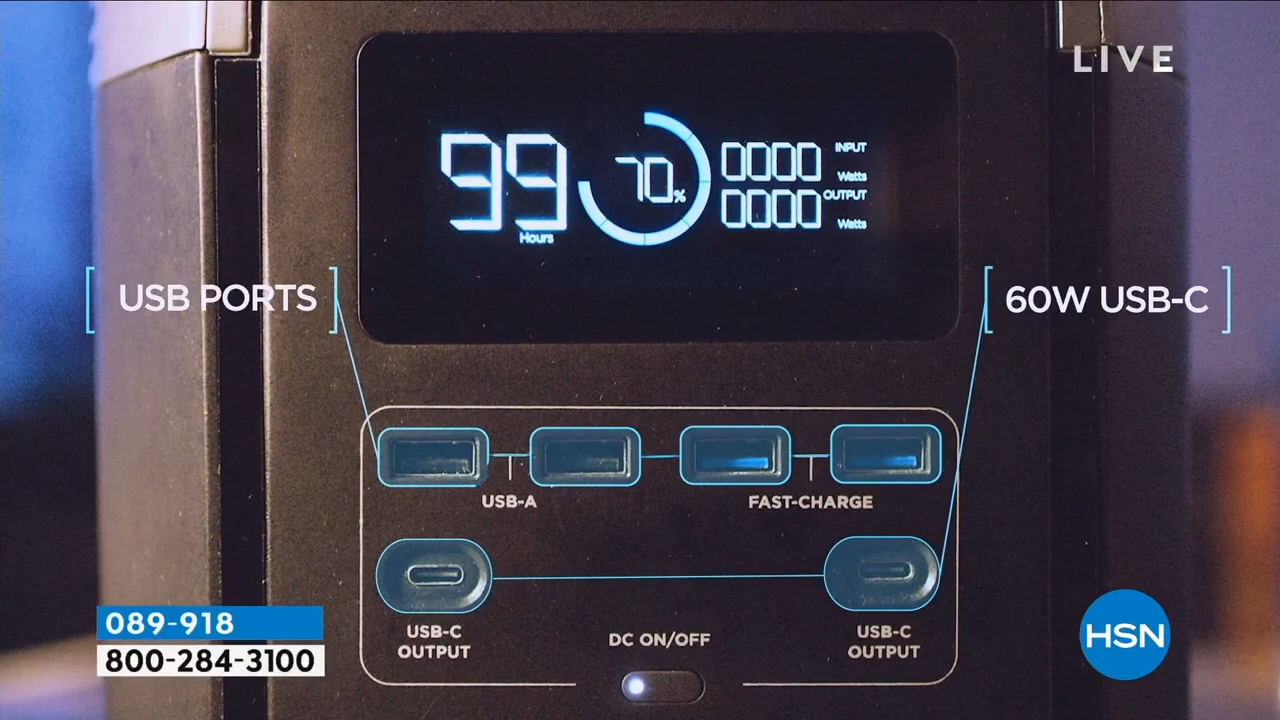 LIVE
99
Hours
70%
0000
INPUT
Watts
0000
OUTPUT
Watts
USB PORTS
60W USB-C
USB-A
FAST-CHARGE
USB-C
OUTPUT
DC ON/OFF
USB-C
OUTPUT
089-918
800-284-3100
HSN